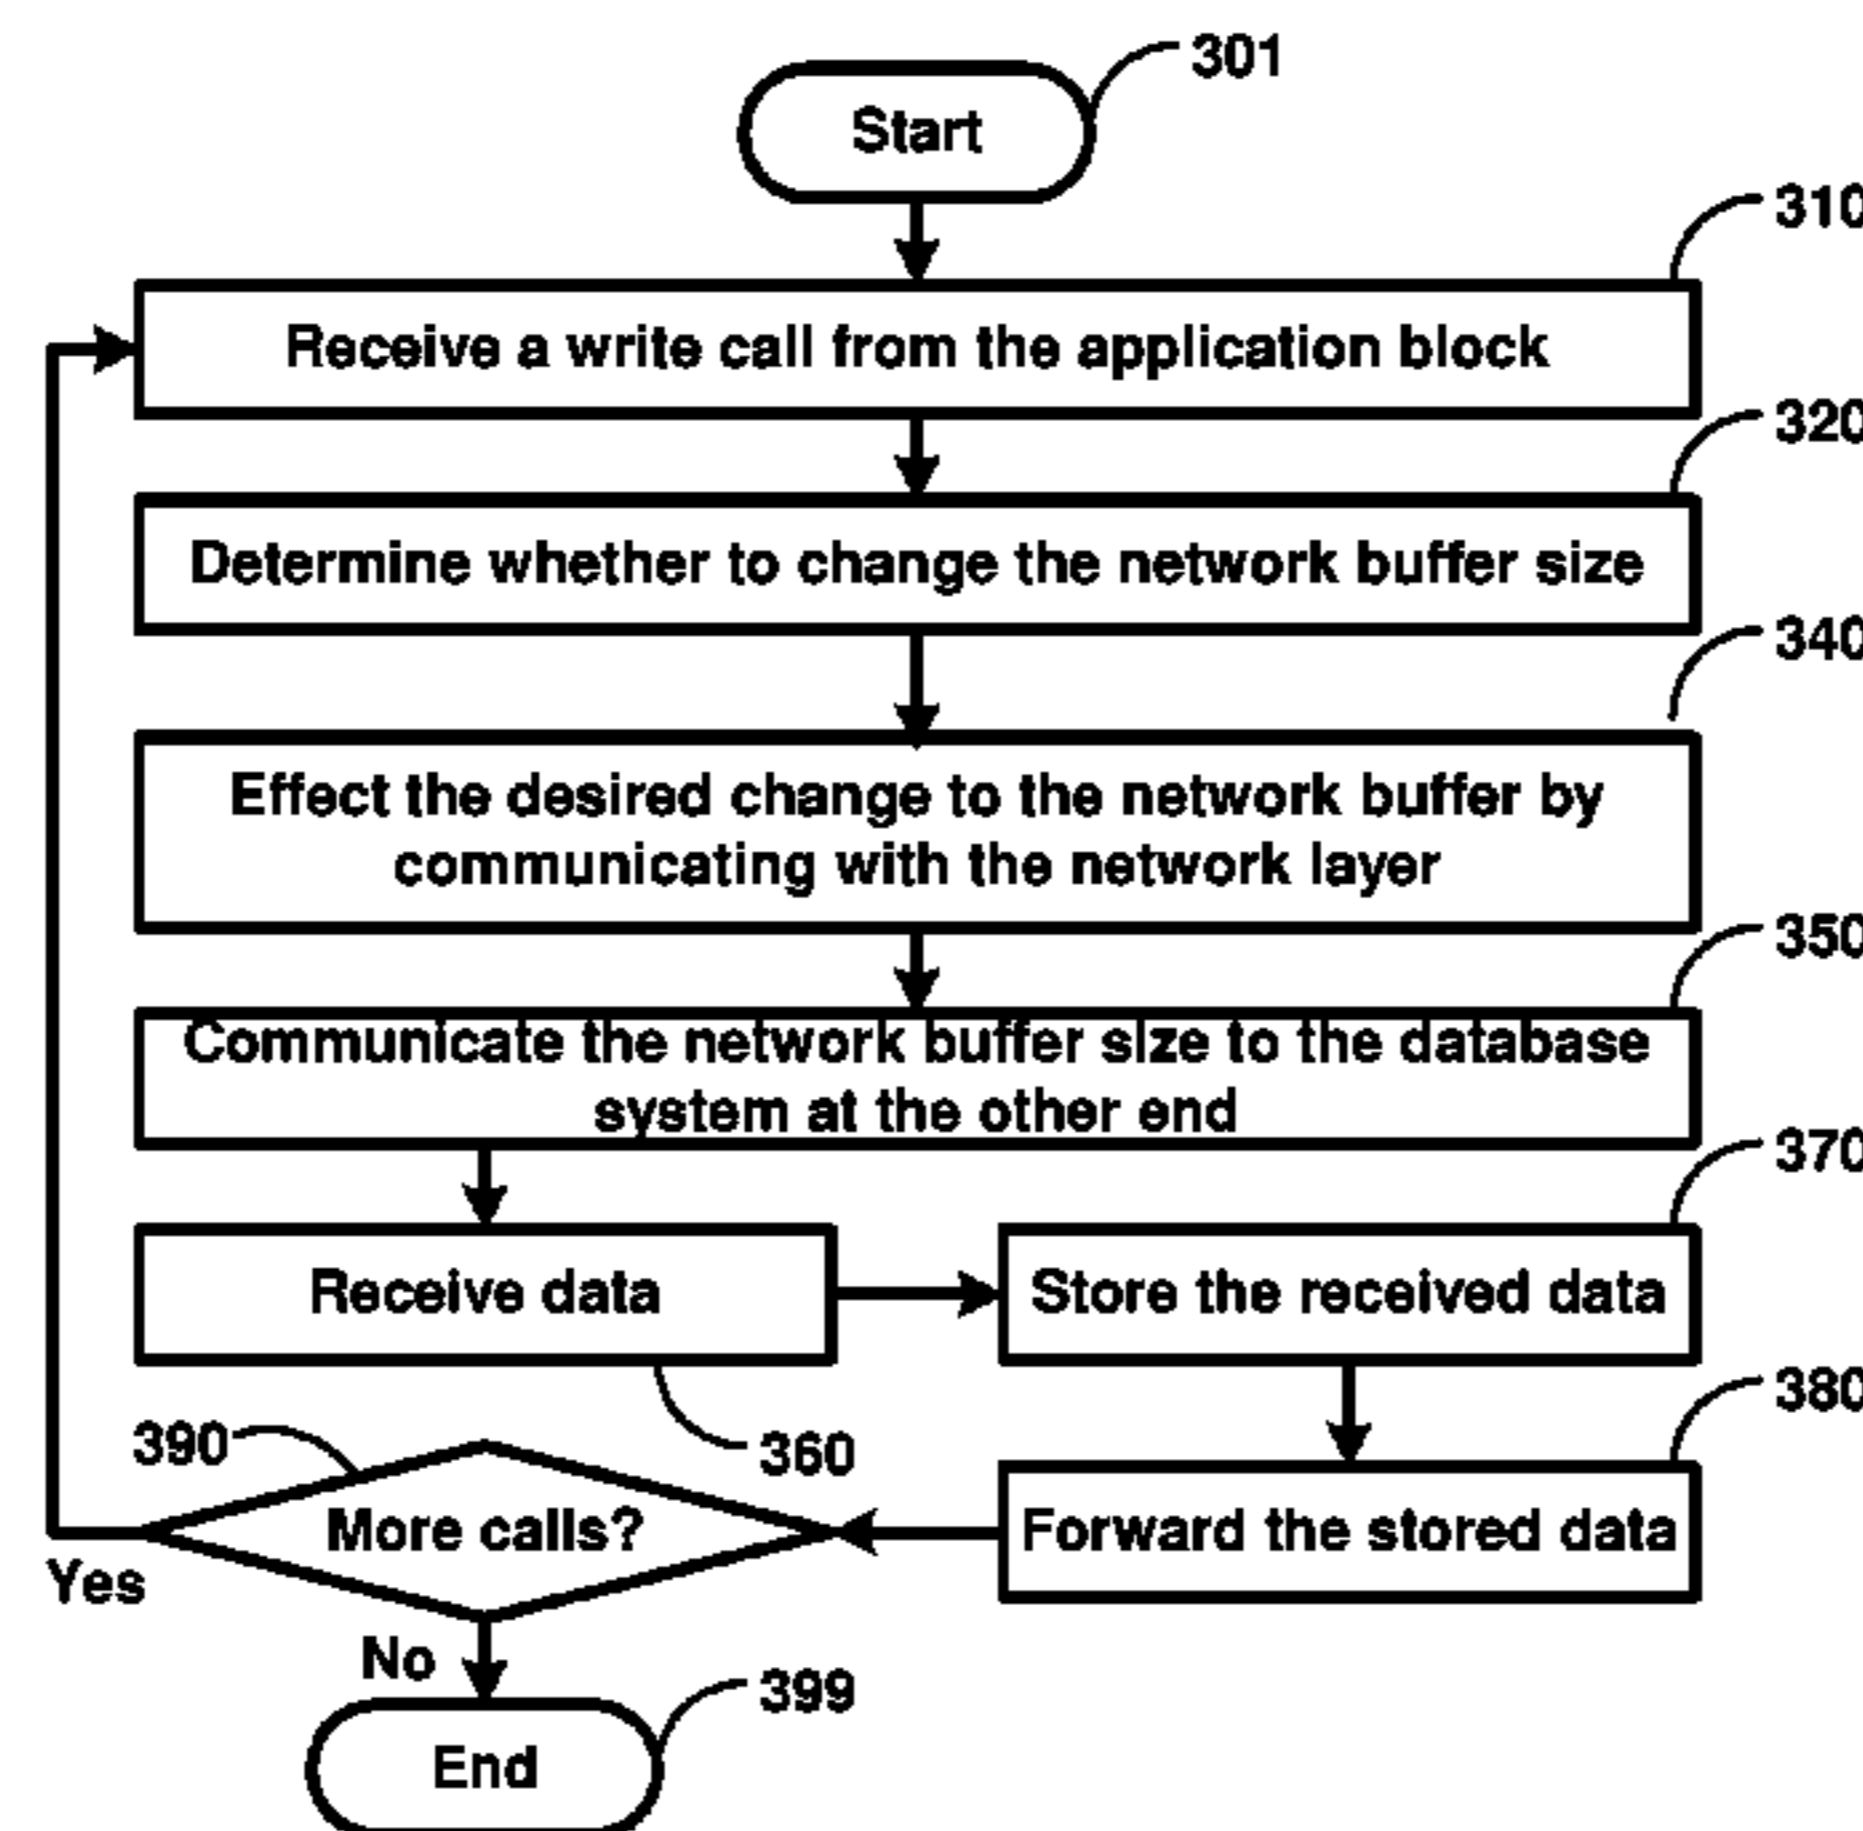 301
Start
310
Receive a write call from the application block
320
Determine whether to change the network buffer size
340
Effect the desired change to the network buffer by
communicating with the network layer
350
Communicate the network buffer size to the database
system at the other end
370
Receive data
Store the received data
380
390
360
More calls?
Forward the stored data
Yes
No
399
End